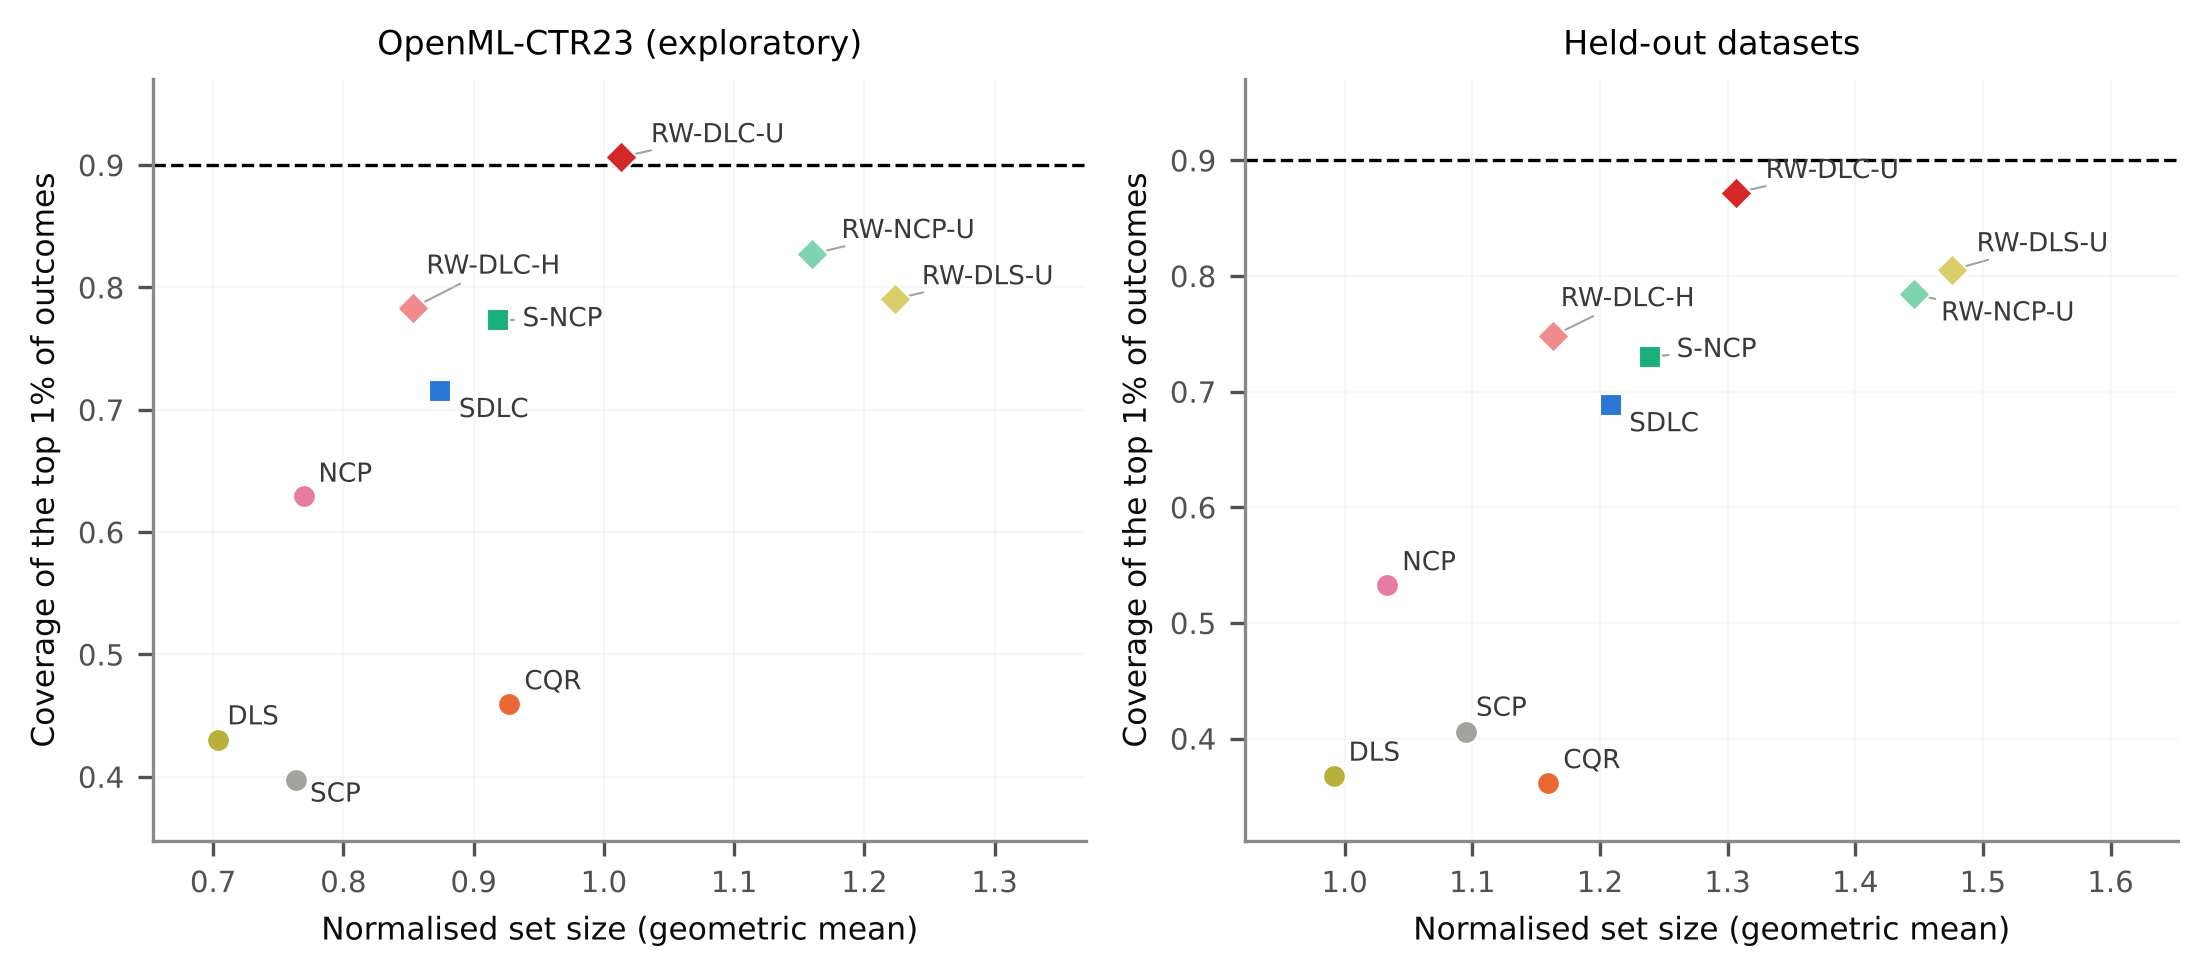 OpenML-CTR23 (exploratory)
Coverage of the top 1% of outcomes
0.9
0.8
0.7
0.6
0.5
0.4
RW-DLC-U
RW-NCP-U
RW-DLC-H
RW-DLS-U
S-NCP
SDLC
NCP
CQR
DLS
SCP
0.7 0.8 0.9 1.0 1.1 1.2 1.3
Normalised set size (geometric mean)
Held-out datasets
Coverage of the top 1% of outcomes
0.9
0.8
0.7
0.6
0.5
0.4
RW-DLC-U
RW-DLS-U
RW-DLC-H
RW-NCP-U
S-NCP
SDLC
NCP
SCP
DLS
CQR
1.0 1.1 1.2 1.3 1.4 1.5 1.6
Normalised set size (geometric mean)